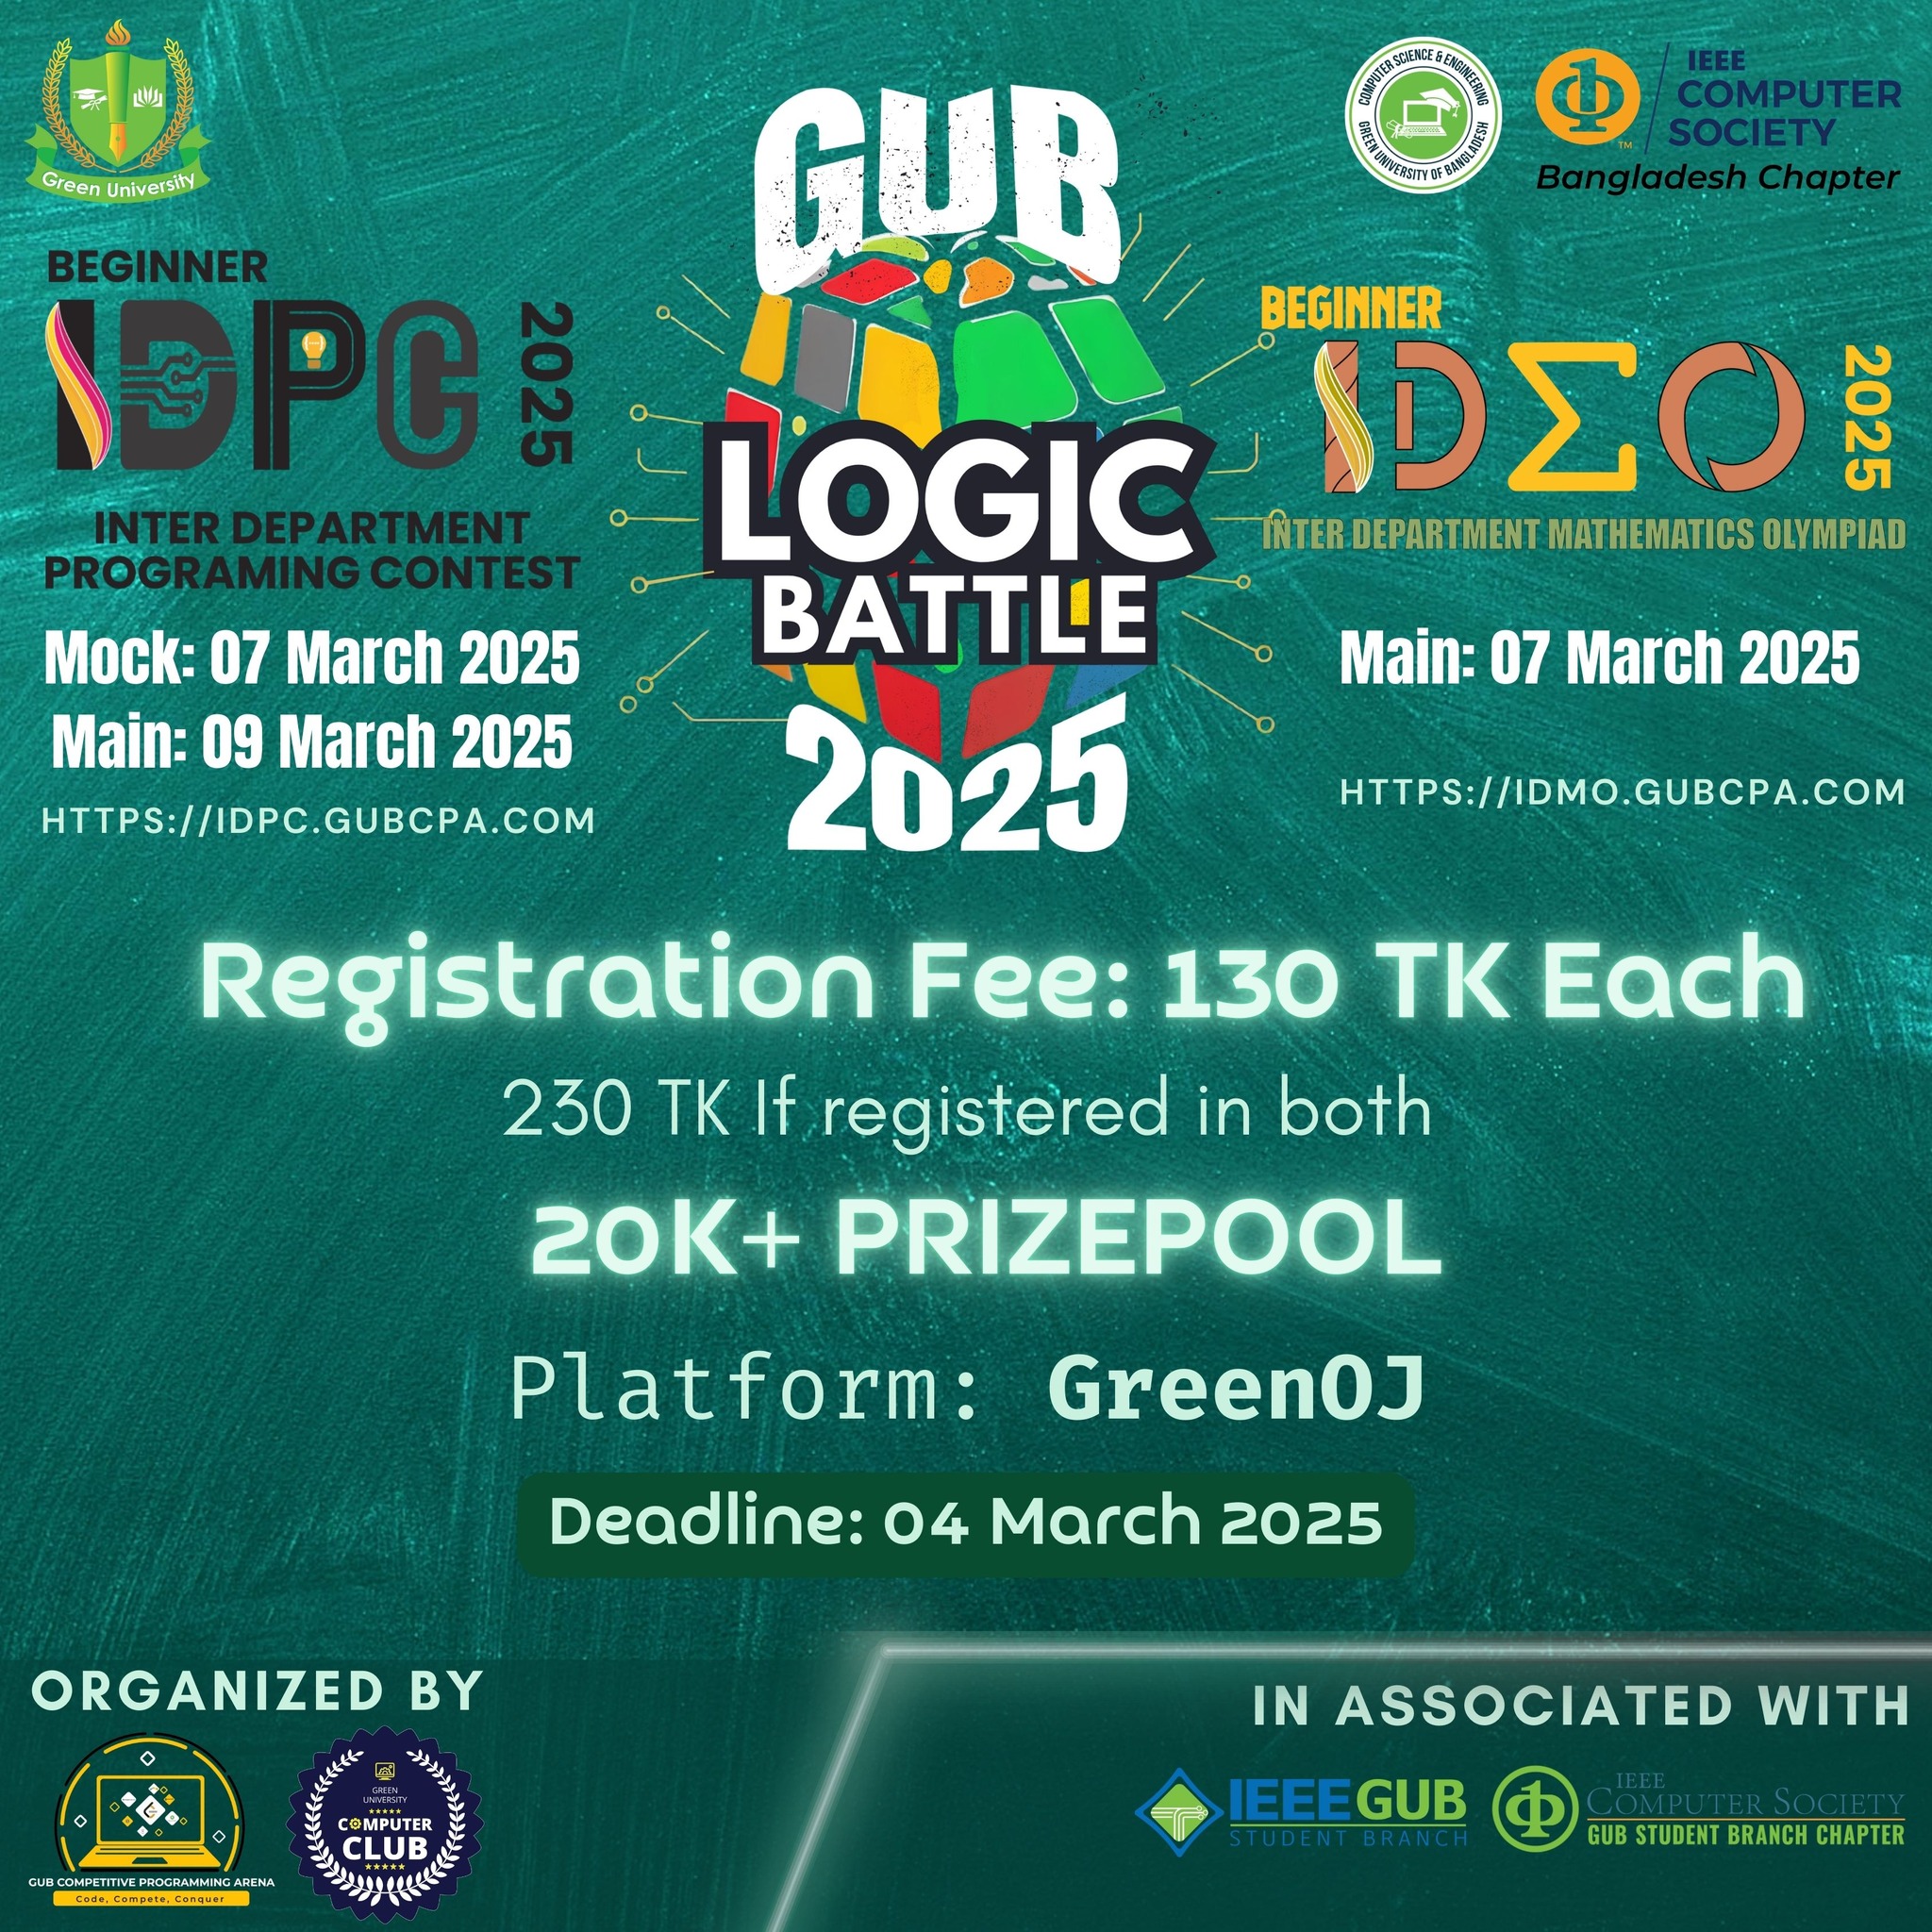 Green University
COMPUTER SCIENCE & ENGINEERING
GREEN UNIVERSITY OF BANGLADESH
IEEE
COMPUTER
SOCIETY
TM
Bangladesh Chapter
GUB
LOGIC
BATTLE
2025
BEGINNER
IDPC
2025
INTER DEPARTMENT
PROGRAMING CONTEST
Mock: 07 March 2025
Main: 09 March 2025
HTTPS://IDPC.GUBCPA.COM
BEGINNER
IDΣO
2025
INTER DEPARTMENT MATHEMATICS OLYMPIAD
Main: 07 March 2025
HTTPS://IDMO.GUBCPA.COM
Registration Fee: 130 TK Each
230 TK If registered in both
20K+ PRIZEPOOL
Platform: GreenOJ
Deadline: 04 March 2025
ORGANIZED BY
GUB COMPETITIVE PROGRAMMING ARENA
Code, Compete, Conquer
GREEN
UNIVERSITY
COMPUTER
CLUB
IN ASSOCIATED WITH
IEEE GUB
STUDENT BRANCH
IEEE
COMPUTER SOCIETY
GUB STUDENT BRANCH CHAPTER